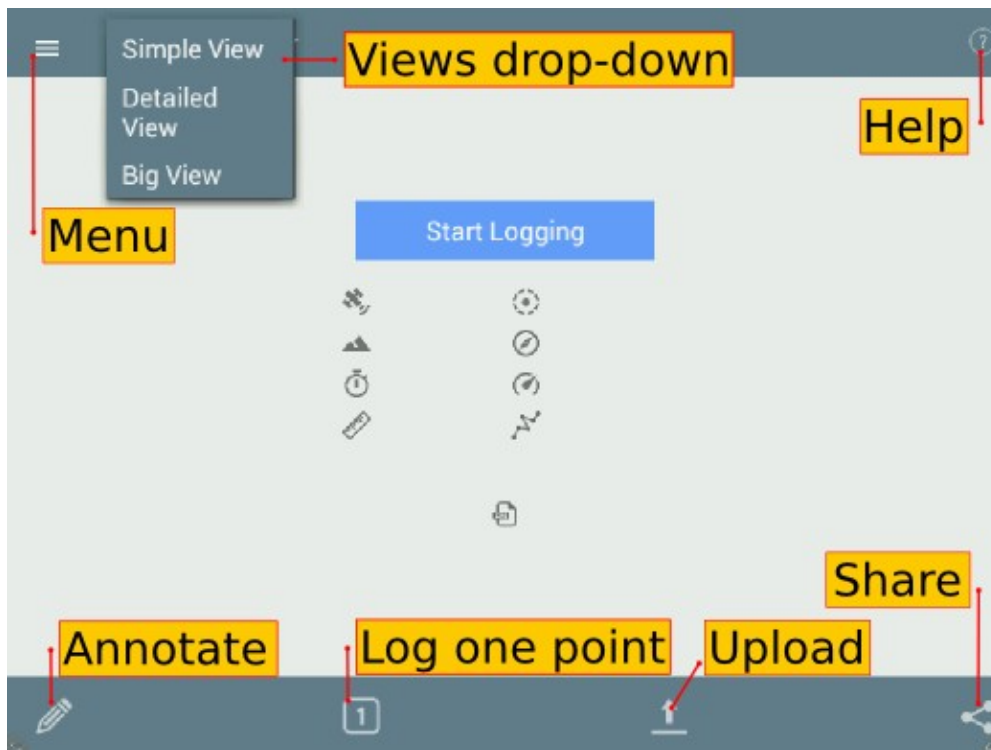 Simple View
Views drop-down
?
Detailed
View
Help
Big View
Menu
Start Logging
Share
Annotate
Log one point
Upload
1